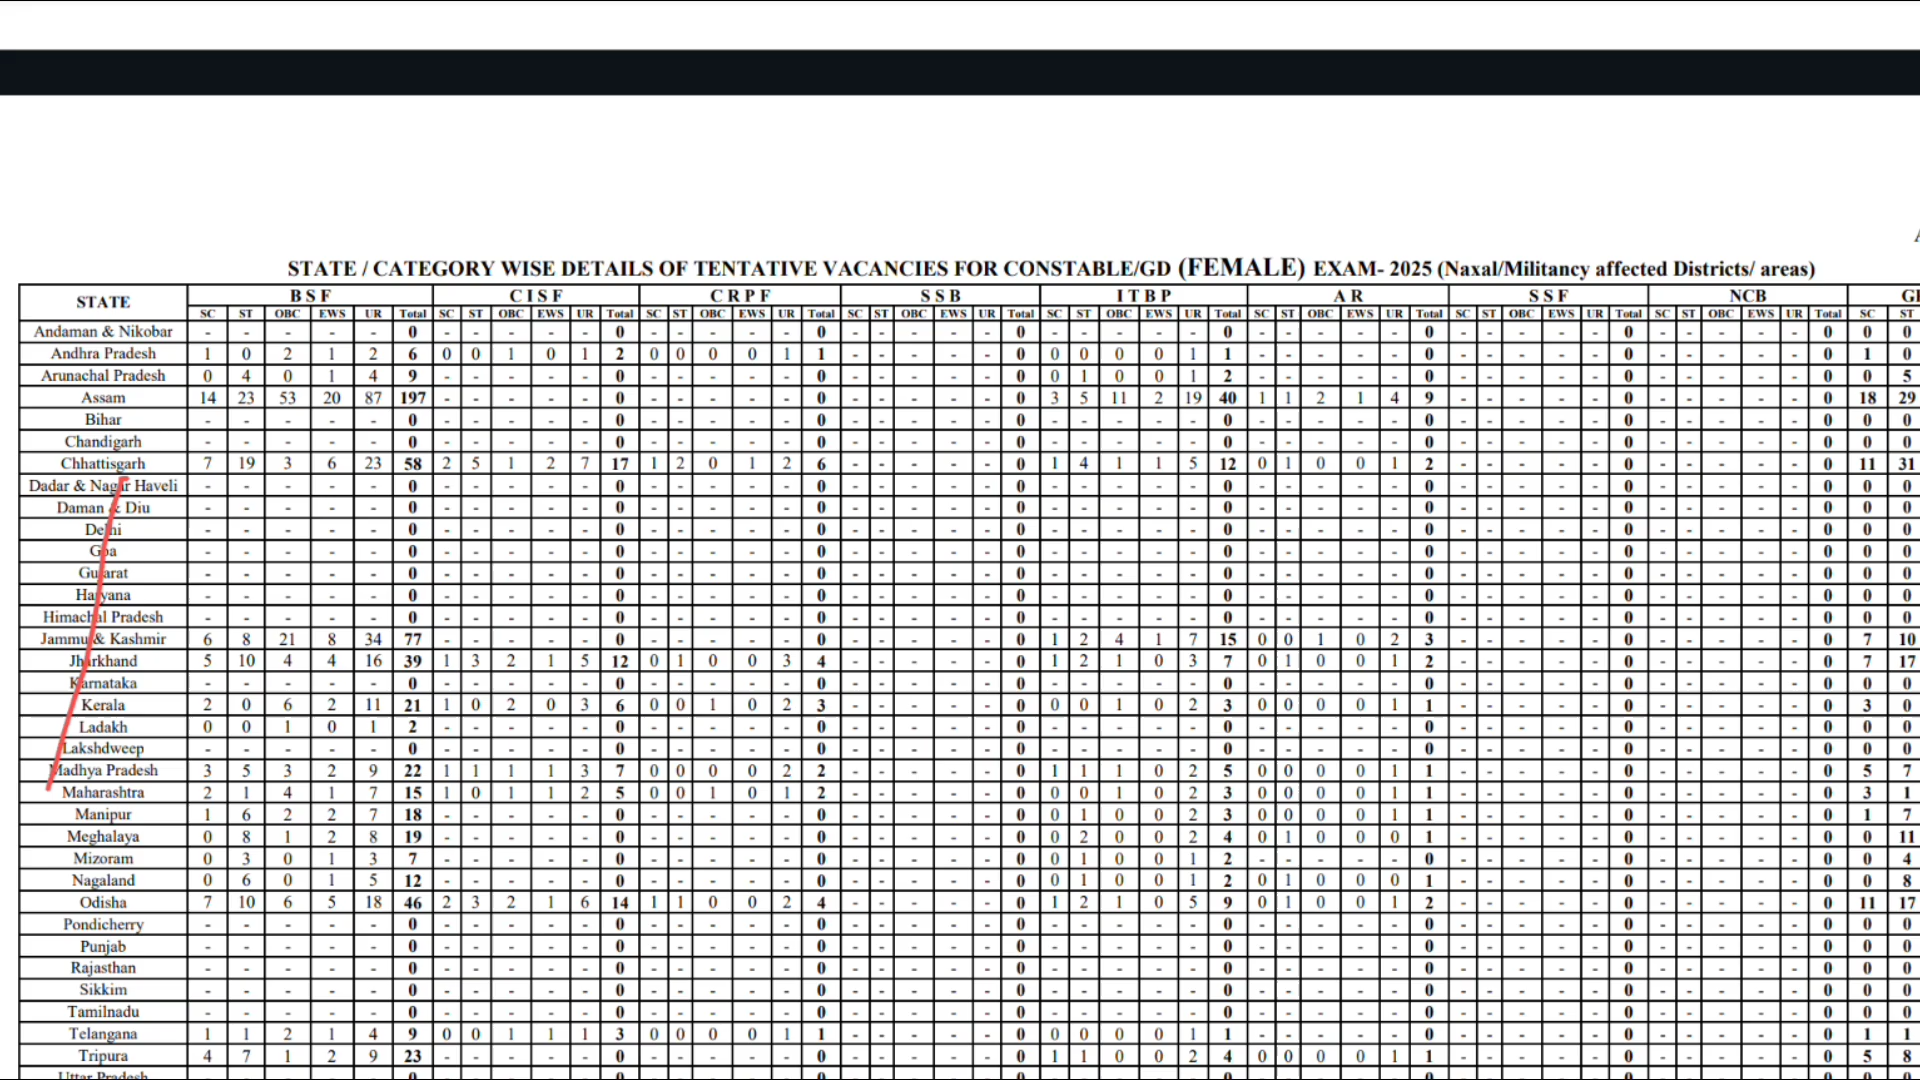 A
STATE / CATEGORY WISE DETAILS OF TENTATIVE VACANCIES FOR CONSTABLE/GD (FEMALE) EXAM- 2025 (Naxal/Militancy affected Districts/ areas)
STATE B S F C I S F C R P F S S B I T B P A R S S F NCB
SC ST OBC EWS UR Total SC ST OBC EWS UR Total SC ST OBC EWS UR Total SC ST OBC EWS UR Total SC ST OBC EWS UR Total SC ST OBC EWS UR Total SC ST OBC EWS UR Total SC ST OBC EWS UR Total SC ST
Andaman & Nikobar - - - - - 0 - - - - - 0 - - - - - 0 - - - - - 0 - - - - - 0 - - - - - 0 - - - - - 0 - - - - - 0 0 0
Andhra Pradesh 1 0 2 1 2 6 0 0 1 0 1 2 0 0 0 0 1 1 - - - - - 0 0 0 0 0 1 1 - - - - - 0 - - - - - 0 - - - - - 0 1 0
Arunachal Pradesh 0 4 0 1 4 9 - - - - - 0 - - - - - 0 - - - - - 0 0 1 0 0 1 2 - - - - - 0 - - - - - 0 - - - - - 0 0 5
Assam 14 23 53 20 87 197 - - - - - 0 - - - - - 0 - - - - - 0 3 5 11 2 19 40 1 1 2 1 4 9 - - - - - 0 - - - - - 0 18 29
Bihar - - - - - 0 - - - - - 0 - - - - - 0 - - - - - 0 - - - - - 0 - - - - - 0 - - - - - 0 - - - - - 0 0 0
Chandigarh - - - - - 0 - - - - - 0 - - - - - 0 - - - - - 0 - - - - - 0 - - - - - 0 - - - - - 0 - - - - - 0 0 0
Chhattisgarh 7 19 3 6 23 58 2 5 1 2 7 17 1 2 0 1 2 6 - - - - - 0 1 4 1 1 5 12 0 1 0 0 1 2 - - - - - 0 - - - - - 0 11 31
Dadar & Nagar Haveli - - - - - 0 - - - - - 0 - - - - - 0 - - - - - 0 - - - - - 0 - - - - - 0 - - - - - 0 - - - - - 0 0 0
Daman & Diu - - - - - 0 - - - - - 0 - - - - - 0 - - - - - 0 - - - - - 0 - - - - - 0 - - - - - 0 - - - - - 0 0 0
Delhi - - - - - 0 - - - - - 0 - - - - - 0 - - - - - 0 - - - - - 0 - - - - - 0 - - - - - 0 - - - - - 0 0 0
Goa - - - - - 0 - - - - - 0 - - - - - 0 - - - - - 0 - - - - - 0 - - - - - 0 - - - - - 0 - - - - - 0 0 0
Gujarat - - - - - 0 - - - - - 0 - - - - - 0 - - - - - 0 - - - - - 0 - - - - - 0 - - - - - 0 - - - - - 0 0 0
Haryana - - - - - 0 - - - - - 0 - - - - - 0 - - - - - 0 - - - - - 0 - - - - - 0 - - - - - 0 - - - - - 0 0 0
Himachal Pradesh - - - - - 0 - - - - - 0 - - - - - 0 - - - - - 0 - - - - - 0 - - - - - 0 - - - - - 0 - - - - - 0 0 0
Jammu & Kashmir 6 8 21 8 34 77 - - - - - 0 - - - - - 0 - - - - - 0 1 2 4 1 7 15 0 0 1 0 2 3 - - - - - 0 - - - - - 0 7 10
Jharkhand 5 10 4 4 16 39 1 3 2 1 5 12 0 1 0 0 3 4 - - - - - 0 1 2 1 0 3 7 0 1 0 0 1 2 - - - - - 0 - - - - - 0 7 17
Karnataka - - - - - 0 - - - - - 0 - - - - - 0 - - - - - 0 - - - - - 0 - - - - - 0 - - - - - 0 - - - - - 0 0 0
Kerala 2 0 6 2 11 21 1 0 2 0 3 6 0 0 1 0 2 3 - - - - - 0 0 0 1 0 2 3 0 0 0 0 1 1 - - - - - 0 - - - - - 0 3 0
Ladakh 0 0 1 0 1 2 - - - - - 0 - - - - - 0 - - - - - 0 - - - - - 0 - - - - - 0 - - - - - 0 - - - - - 0 0 0
Lakshdweep - - - - - 0 - - - - - 0 - - - - - 0 - - - - - 0 - - - - - 0 - - - - - 0 - - - - - 0 - - - - - 0 0 0
Madhya Pradesh 3 5 3 2 9 22 1 1 1 1 3 7 0 0 0 0 2 2 - - - - - 0 1 1 1 0 2 5 0 0 0 0 1 1 - - - - - 0 - - - - - 0 5 7
Maharashtra 2 1 4 1 7 15 1 0 1 1 2 5 0 0 1 0 1 2 - - - - - 0 0 0 1 0 2 3 0 0 0 0 1 1 - - - - - 0 - - - - - 0 3 1
Manipur 1 6 2 2 7 18 - - - - - 0 - - - - - 0 - - - - - 0 0 1 0 0 2 3 0 0 0 0 1 1 - - - - - 0 - - - - - 0 1 7
Meghalaya 0 8 1 2 8 19 - - - - - 0 - - - - - 0 - - - - - 0 0 2 0 0 2 4 0 1 0 0 0 1 - - - - - 0 - - - - - 0 0 11
Mizoram 0 3 0 1 3 7 - - - - - 0 - - - - - 0 - - - - - 0 0 1 0 0 1 2 - - - - - 0 - - - - - 0 - - - - - 0 0 4
Nagaland 0 6 0 1 5 12 - - - - - 0 - - - - - 0 - - - - - 0 0 1 0 0 1 2 0 1 0 0 0 1 - - - - - 0 - - - - - 0 0 8
Odisha 7 10 6 5 18 46 2 3 2 1 6 14 1 1 0 0 2 4 - - - - - 0 1 2 1 0 5 9 0 1 0 0 1 2 - - - - - 0 - - - - - 0 11 17
Pondicherry - - - - - 0 - - - - - 0 - - - - - 0 - - - - - 0 - - - - - 0 - - - - - 0 - - - - - 0 - - - - - 0 0 0
Punjab - - - - - 0 - - - - - 0 - - - - - 0 - - - - - 0 - - - - - 0 - - - - - 0 - - - - - 0 - - - - - 0 0 0
Rajasthan - - - - - 0 - - - - - 0 - - - - - 0 - - - - - 0 - - - - - 0 - - - - - 0 - - - - - 0 - - - - - 0 0 0
Sikkim - - - - - 0 - - - - - 0 - - - - - 0 - - - - - 0 - - - - - 0 - - - - - 0 - - - - - 0 - - - - - 0 0 0
Tamilnadu - - - - - 0 - - - - - 0 - - - - - 0 - - - - - 0 - - - - - 0 - - - - - 0 - - - - - 0 - - - - - 0 0 0
Telangana 1 1 2 1 4 9 0 0 1 1 1 3 0 0 0 0 1 1 - - - - - 0 0 0 0 0 1 1 - - - - - 0 - - - - - 0 - - - - - 0 1 1
Tripura 4 7 1 2 9 23 - - - - - 0 - - - - - 0 - - - - - 0 1 1 0 0 2 4 0 0 0 0 1 1 - - - - - 0 - - - - - 0 5 8
Uttar Pradesh